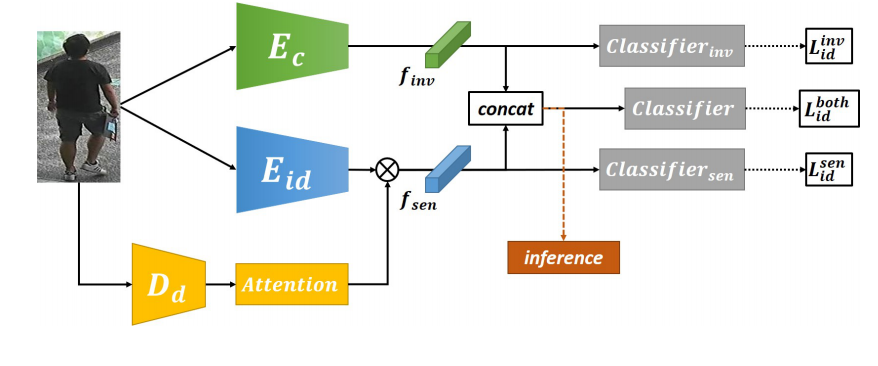 E_c
f_inv
Classifier_inv
L_id^inv
concat
Classifier
L_id^both
E_id
f_sen
Classifier_sen
L_id^sen
inference
D_d
Attention